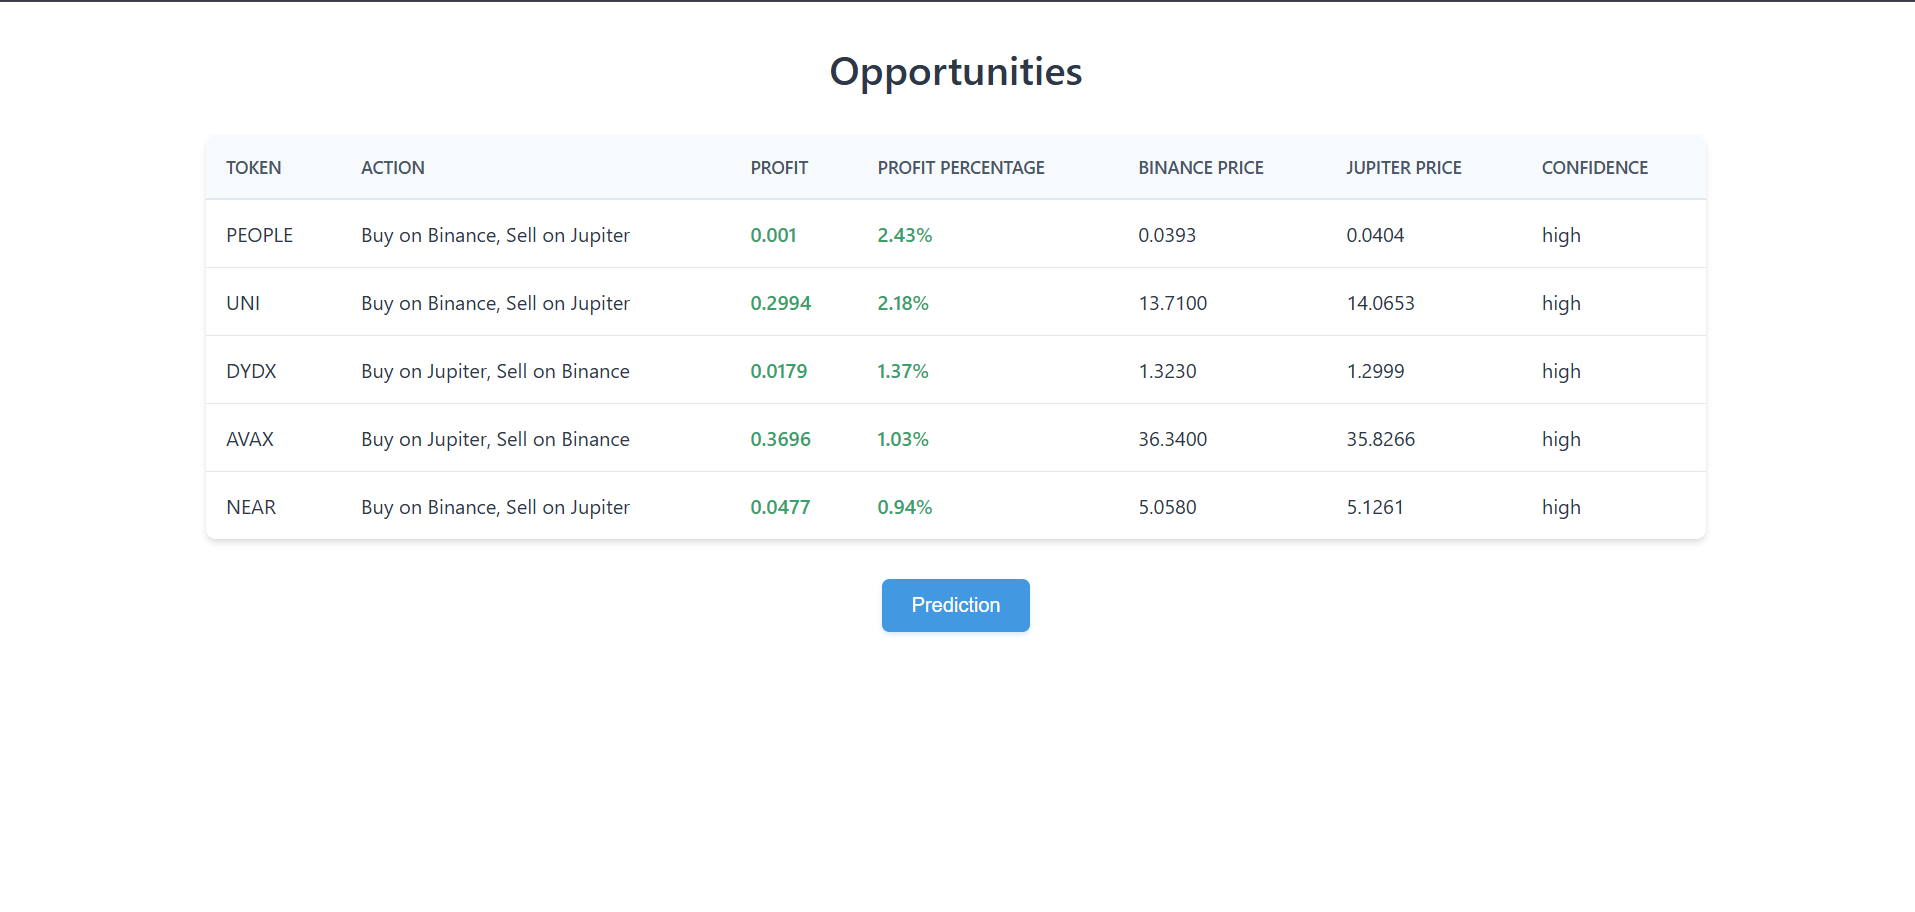 Opportunities
TOKEN ACTION PROFIT PROFIT PERCENTAGE BINANCE PRICE JUPITER PRICE CONFIDENCE
PEOPLE Buy on Binance, Sell on Jupiter 0.001 2.43% 0.0393 0.0404 high
UNI Buy on Binance, Sell on Jupiter 0.2994 2.18% 13.7100 14.0653 high
DYDX Buy on Jupiter, Sell on Binance 0.0179 1.37% 1.3230 1.2999 high
AVAX Buy on Jupiter, Sell on Binance 0.3696 1.03% 36.3400 35.8266 high
NEAR Buy on Binance, Sell on Jupiter 0.0477 0.94% 5.0580 5.1261 high
Prediction